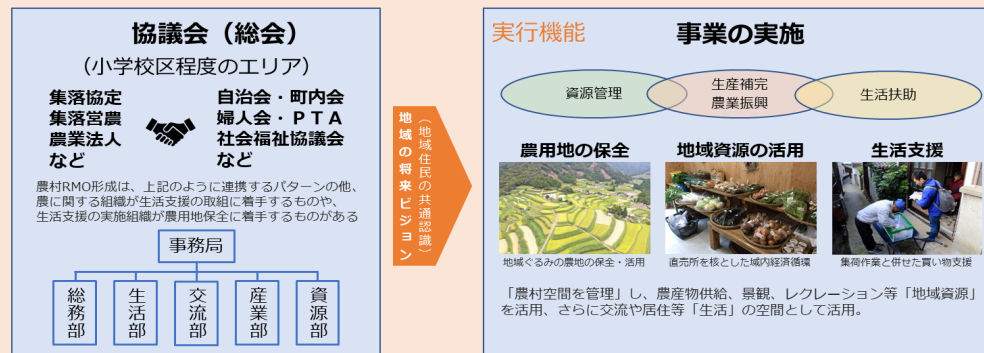 協議会（総会）
（小学校区程度のエリア）
集落協定
集落営農
農業法人
など
自治会・町内会
婦人会・ＰＴＡ
社会福祉協議会
など
農村RMO形成は、上記のように連携するパターンの他、
農に関する組織が生活支援の取組に着手するものや、
生活支援の実施組織が農用地保全に着手するものがある
事務局
総務部
生活部
交流部
産業部
資源部
（地域住民の共通認識）
地域の将来ビジョン
実行機能
事業の実施
資源管理
生産補完
農業振興
生活扶助
農用地の保全
地域ぐるみの農地の保全・活用
地域資源の活用
直売所を核とした域内経済循環
生活支援
集荷作業と併せた買い物支援
「農村空間を管理」し、農産物供給、景観、レクレーション等「地域資源」
を活用、さらに交流や居住等「生活」の空間として活用。